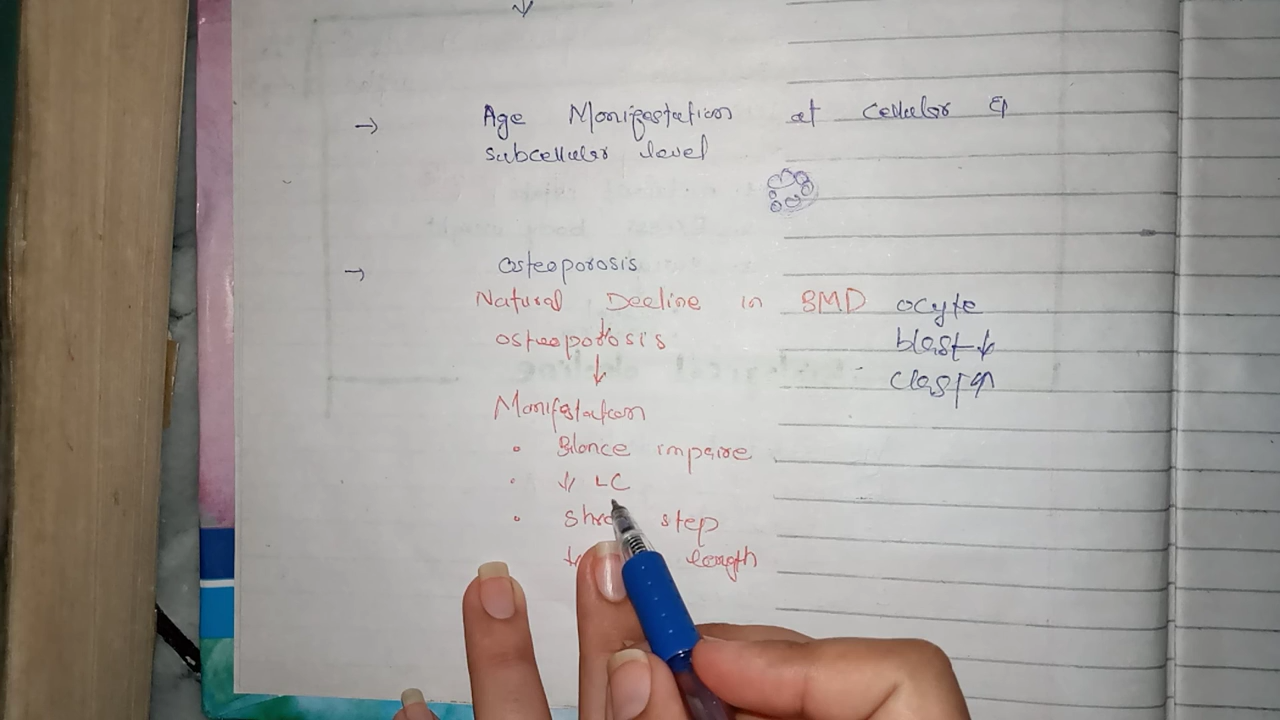 Age Manifestation at cellular &
subcellular level
osteoporosis
Natural Decline in BMD ocyte
osteoporosis blast ↓
↓ clast ↑
Manifestation
• Blance impaire
• ↓ LC
• step
↓ length